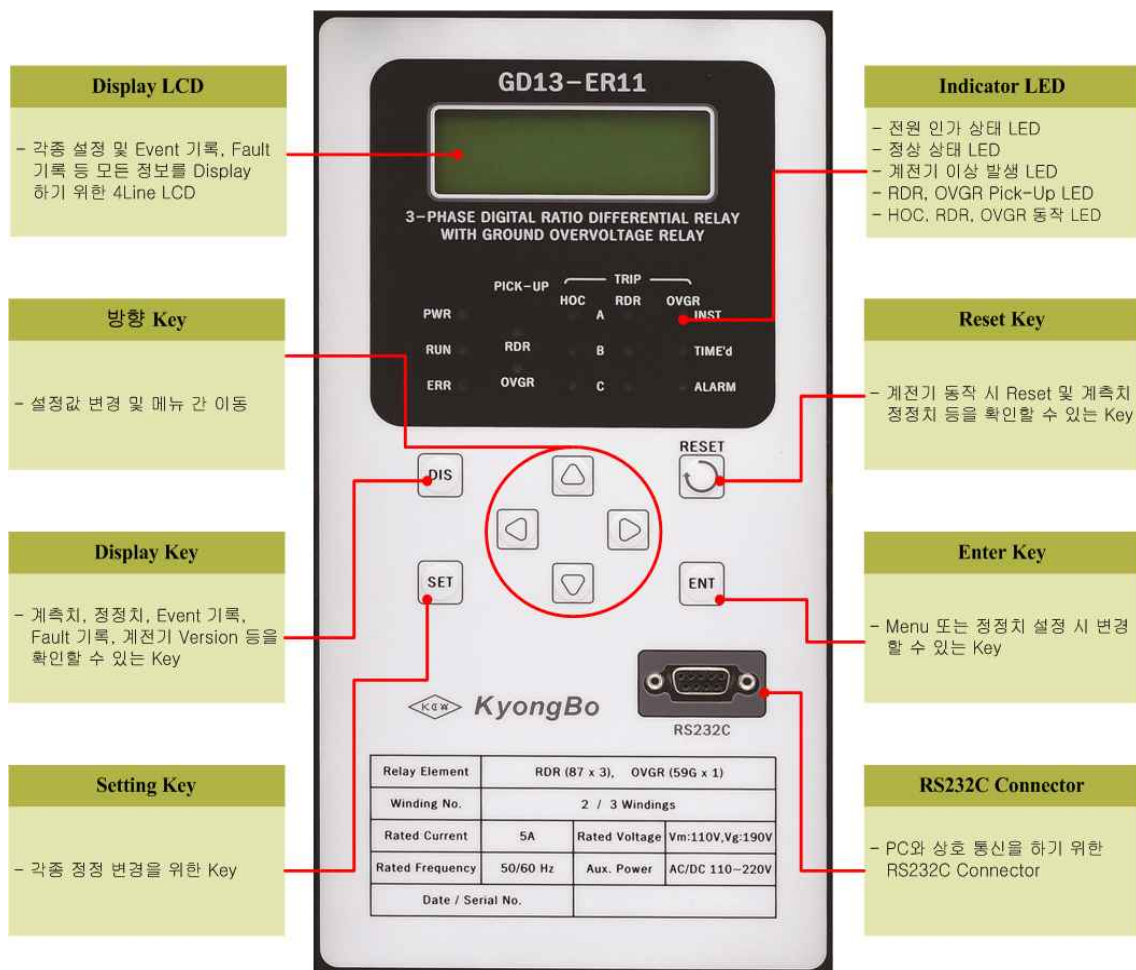 GD13-ER11
3-PHASE DIGITAL RATIO DIFFERENTIAL RELAY
WITH GROUND OVERVOLTAGE RELAY
PICK-UP
TRIP
HOC
RDR
OVGR
PWR
A
INST
RUN
RDR
B
TIME'd
ERR
OVGR
C
ALARM
DIS
RESET
SET
ENT
KCW
KyongBo
RS232C
Relay Element RDR (87 x 3), OVGR (59G x 1)
Winding No. 2 / 3 Windings
Rated Current 5A Rated Voltage Vm:110V,Vg:190V
Rated Frequency 50/60 Hz Aux. Power AC/DC 110~220V
Date / Serial No.
Display LCD
- 각종 설정 및 Event 기록, Fault
기록 등 모든 정보를 Display
하기 위한 4Line LCD
방향 Key
- 설정값 변경 및 메뉴 간 이동
Display Key
- 계측치, 정정치, Event 기록,
Fault 기록, 계전기 Version 등을
확인할 수 있는 Key
Setting Key
- 각종 정정 변경을 위한 Key
Indicator LED
- 전원 인가 상태 LED
- 정상 상태 LED
- 계전기 이상 발생 LED
- RDR, OVGR Pick-Up LED
- HOC, RDR, OVGR 동작 LED
Reset Key
- 계전기 동작 시 Reset 및 계측치
정정치 등을 확인할 수 있는 Key
Enter Key
- Menu 또는 정정치 설정 시 변경
할 수 있는 Key
RS232C Connector
- PC와 상호 통신을 하기 위한
RS232C Connector